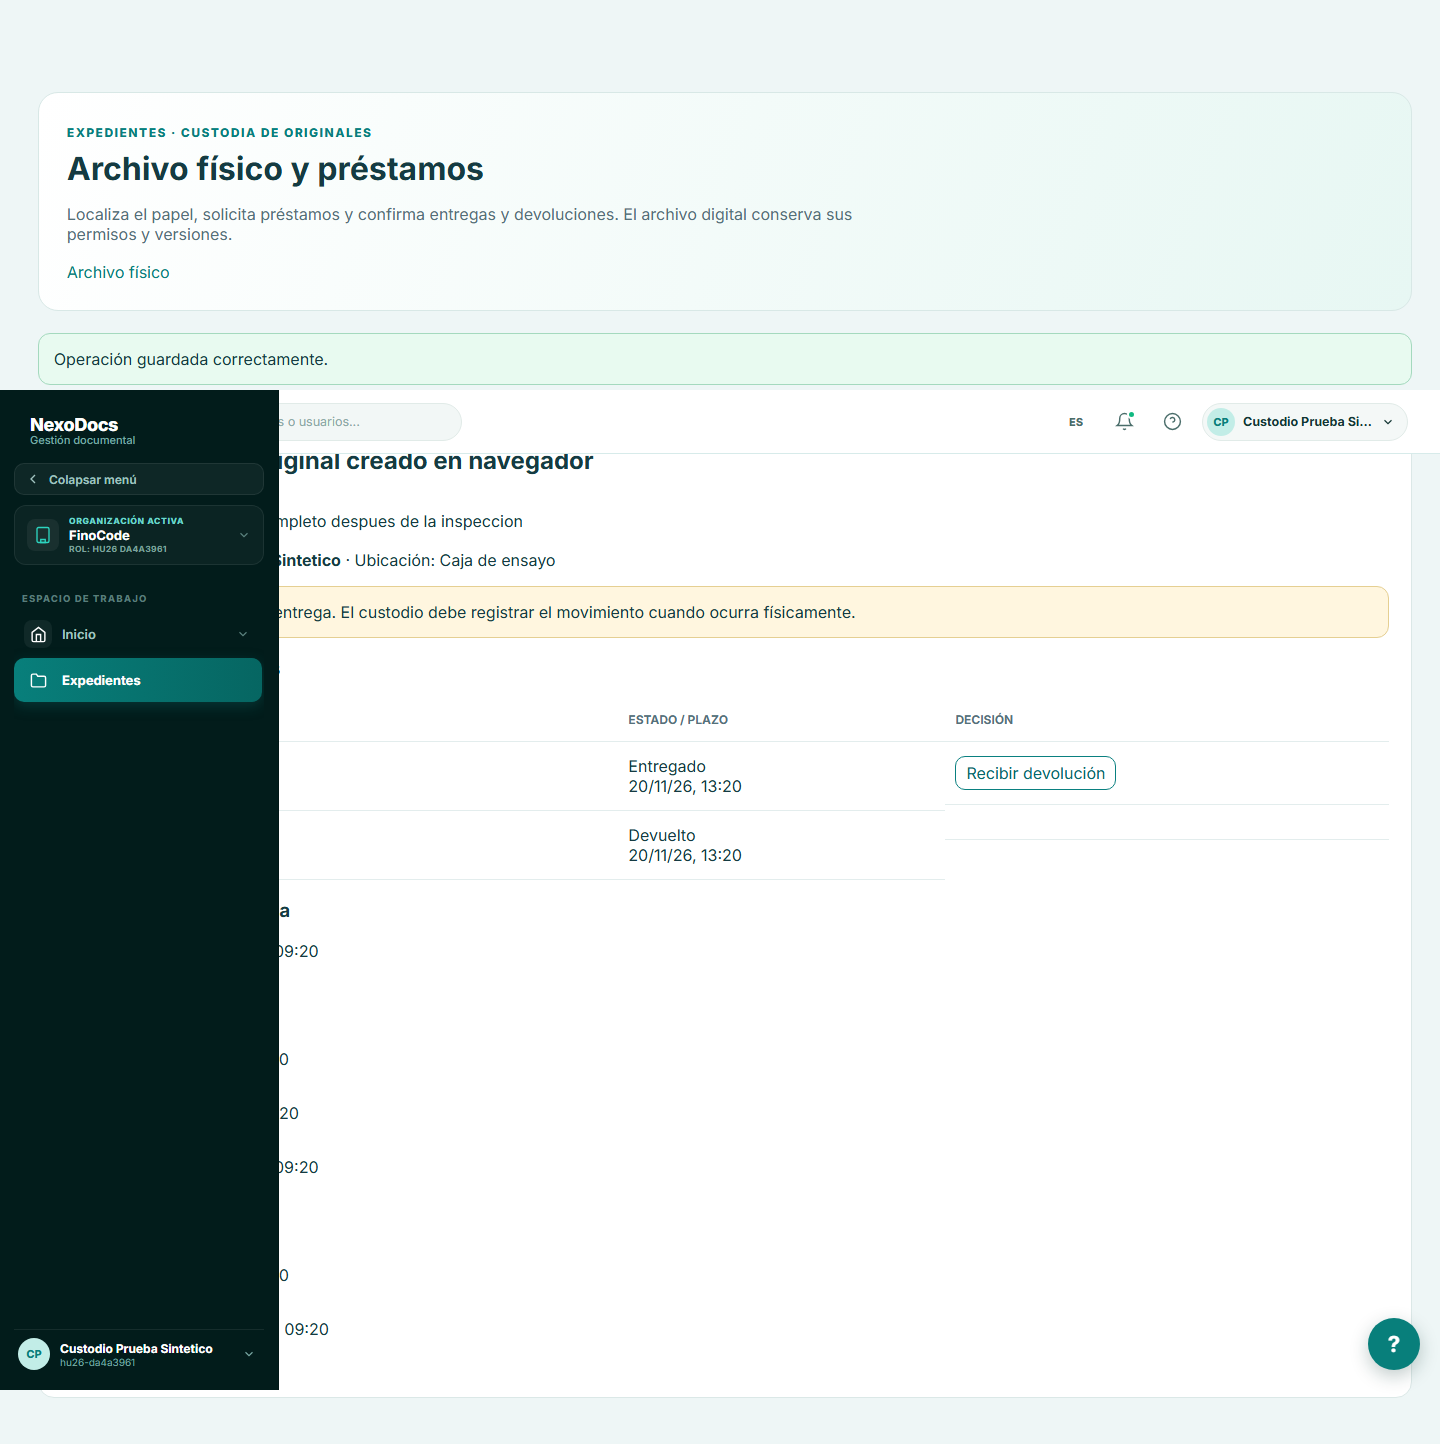 EXPEDIENTES · CUSTODIA DE ORIGINALES
Archivo físico y préstamos
Localiza el papel, solicita préstamos y confirma entregas y devoluciones. El archivo digital conserva sus
permisos y versiones.
Archivo físico
Operación guardada correctamente.
NexoDocs
Gestión documental
Colapsar menú
ORGANIZACIÓN ACTIVA
FinoCode
ROL: HU26 DA4A3961
ESPACIO DE TRABAJO
Inicio
Expedientes
Custodio Prueba Sintetico
hu26-da4a3961
o usuarios...
ES
CP
Custodio Prueba Si...
creado en navegador
despues de la inspeccion
Sintetico · Ubicación: Caja de ensayo
entrega. El custodio debe registrar el movimiento cuando ocurra físicamente.
ESTADO / PLAZO
DECISIÓN
Entregado
20/11/26, 13:20
Recibir devolución
Devuelto
20/11/26, 13:20
09:20
09:20
09:20
CP
?